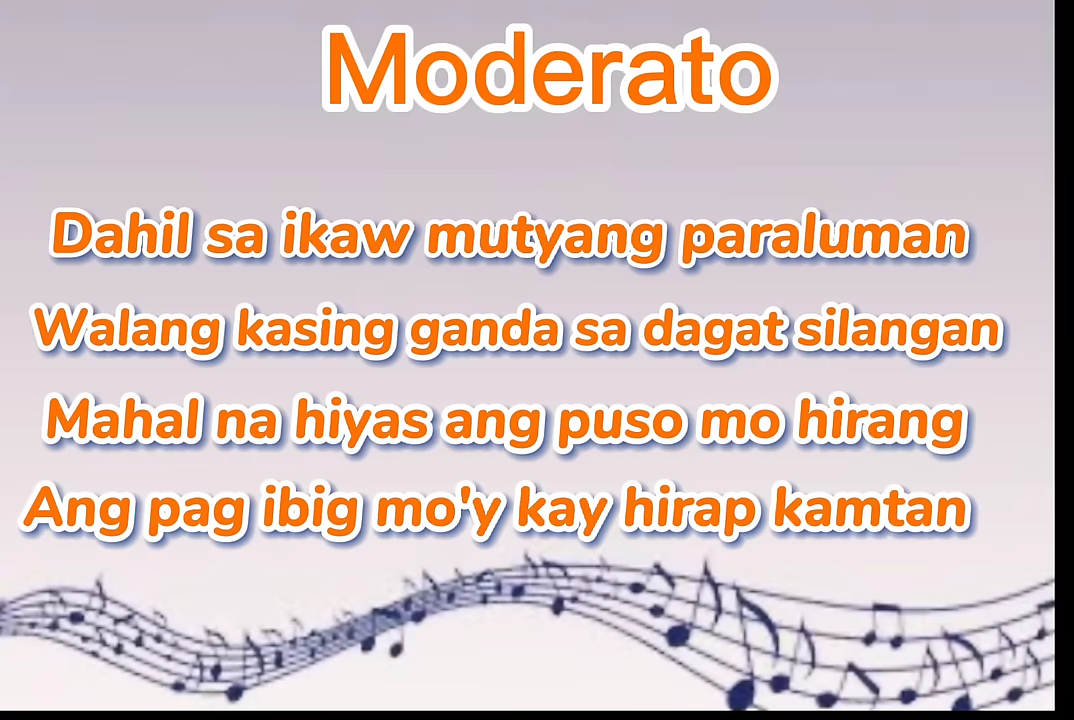 Moderato
Dahil sa ikaw mutyang paraluman
Walang kasing ganda sa dagat silangan
Mahal na hiyas ang puso mo hirang
Ang pag ibig mo'y kay hirap kamtan